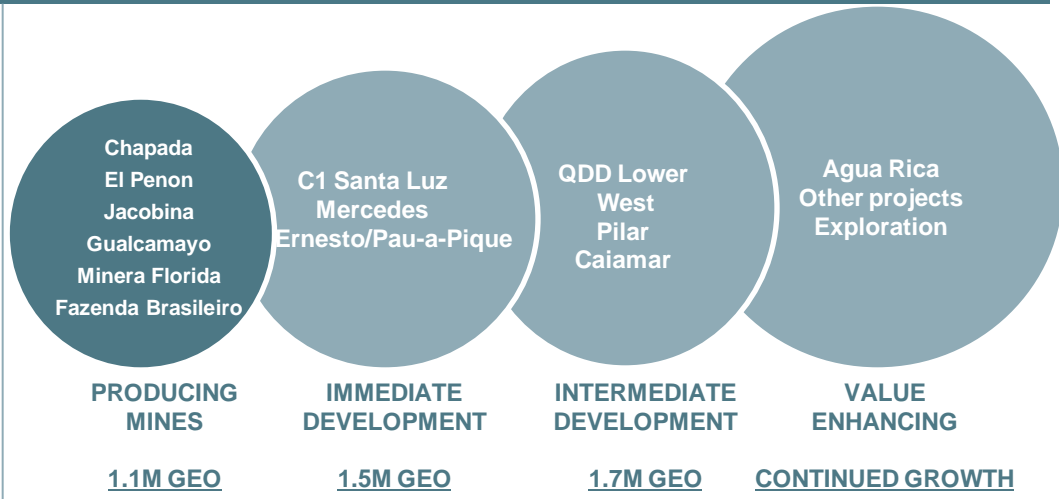 Chapada
El Penon
Jacobina
Gualcamayo
Minera Florida
Fazenda Brasileiro
PRODUCING
MINES
1.1M GEO
C1 Santa Luz
Mercedes
Ernesto/Pau-a-Pique
IMMEDIATE
DEVELOPMENT
1.5M GEO
QDD Lower
West
Pilar
Caiamar
INTERMEDIATE
DEVELOPMENT
1.7M GEO
Agua Rica
Other projects
Exploration
VALUE
ENHANCING
CONTINUED GROWTH